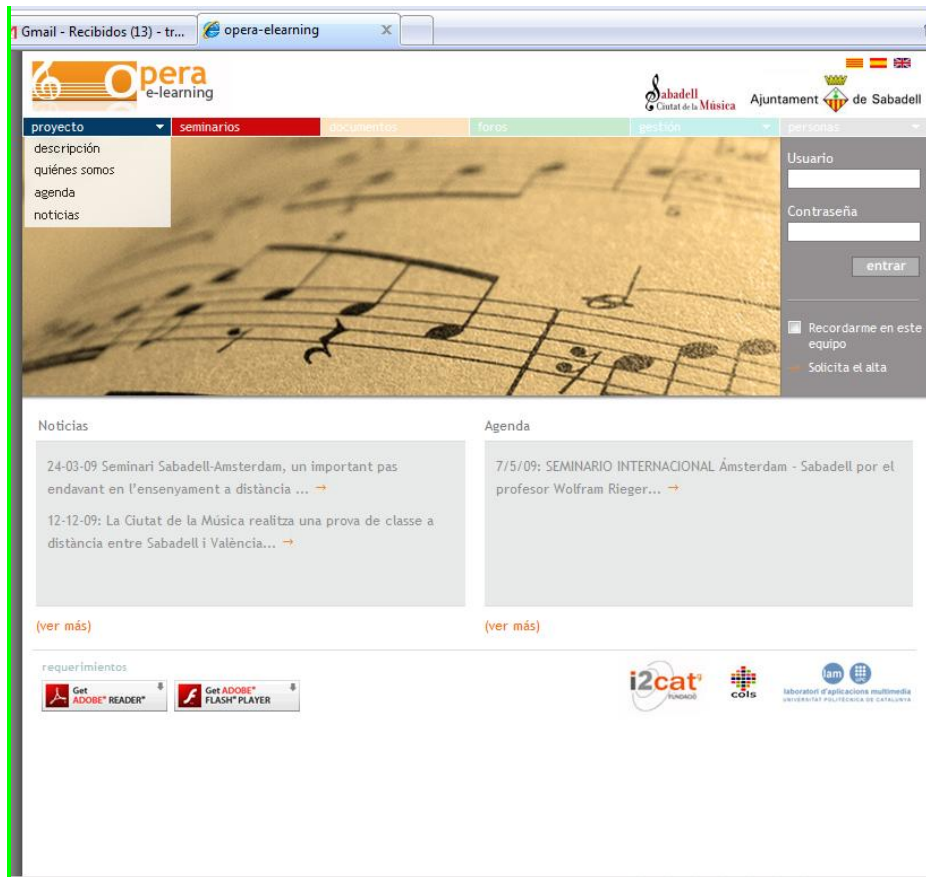 Gmail - Recibidos (13) - tr...
opera-elearning
Opera
e-learning
Sabadell
Ciutat de la Música
Ajuntament de Sabadell
proyecto
seminarios
documentos
foros
gestión
personas
descripción
quiénes somos
agenda
noticias
Usuario
Contraseña
entrar
Recordarme en este
equipo
Solicita el alta
Noticias
24-03-09 Seminari Sabadell-Amsterdam, un important pas
endavant en l'ensenyament a distància ... →
12-12-09: La Ciutat de la Música realitza una prova de classe a
distància entre Sabadell i València... →
(ver más)
Agenda
7/5/09: SEMINARIO INTERNACIONAL Ámsterdam - Sabadell por el
profesor Wolfram Rieger... →
(ver más)
requerimientos
Get
ADOBE® READER®
Get ADOBE®
FLASH® PLAYER
i2cat
FUNDACIÓ
cols
lam
UPC
laboratori d'aplicacions multimedia
UNIVERSITAT POLITÈCNICA DE CATALUNYA